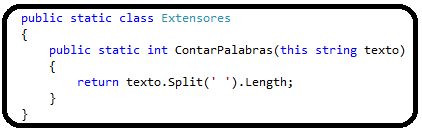 public static class Extensores
{
public static int ContarPalabras(this string texto)
{
return texto.Split(' ').Length;
}
}